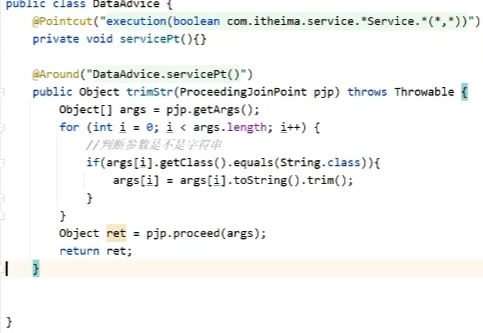 public class DataAdvice {
@Pointcut("execution(boolean com.itheima.service.*Service.*(*,*))")
private void servicePt(){}
@Around("DataAdvice.servicePt()")
public Object trimStr(ProceedingJoinPoint pjp) throws Throwable {
Object[] args = pjp.getArgs();
for (int i = 0; i < args.length; i++) {
//判断参数是不是字符串
if(args[i].getClass().equals(String.class)){
args[i] = args[i].toString().trim();
}
}
Object ret = pjp.proceed(args);
return ret;
}
}